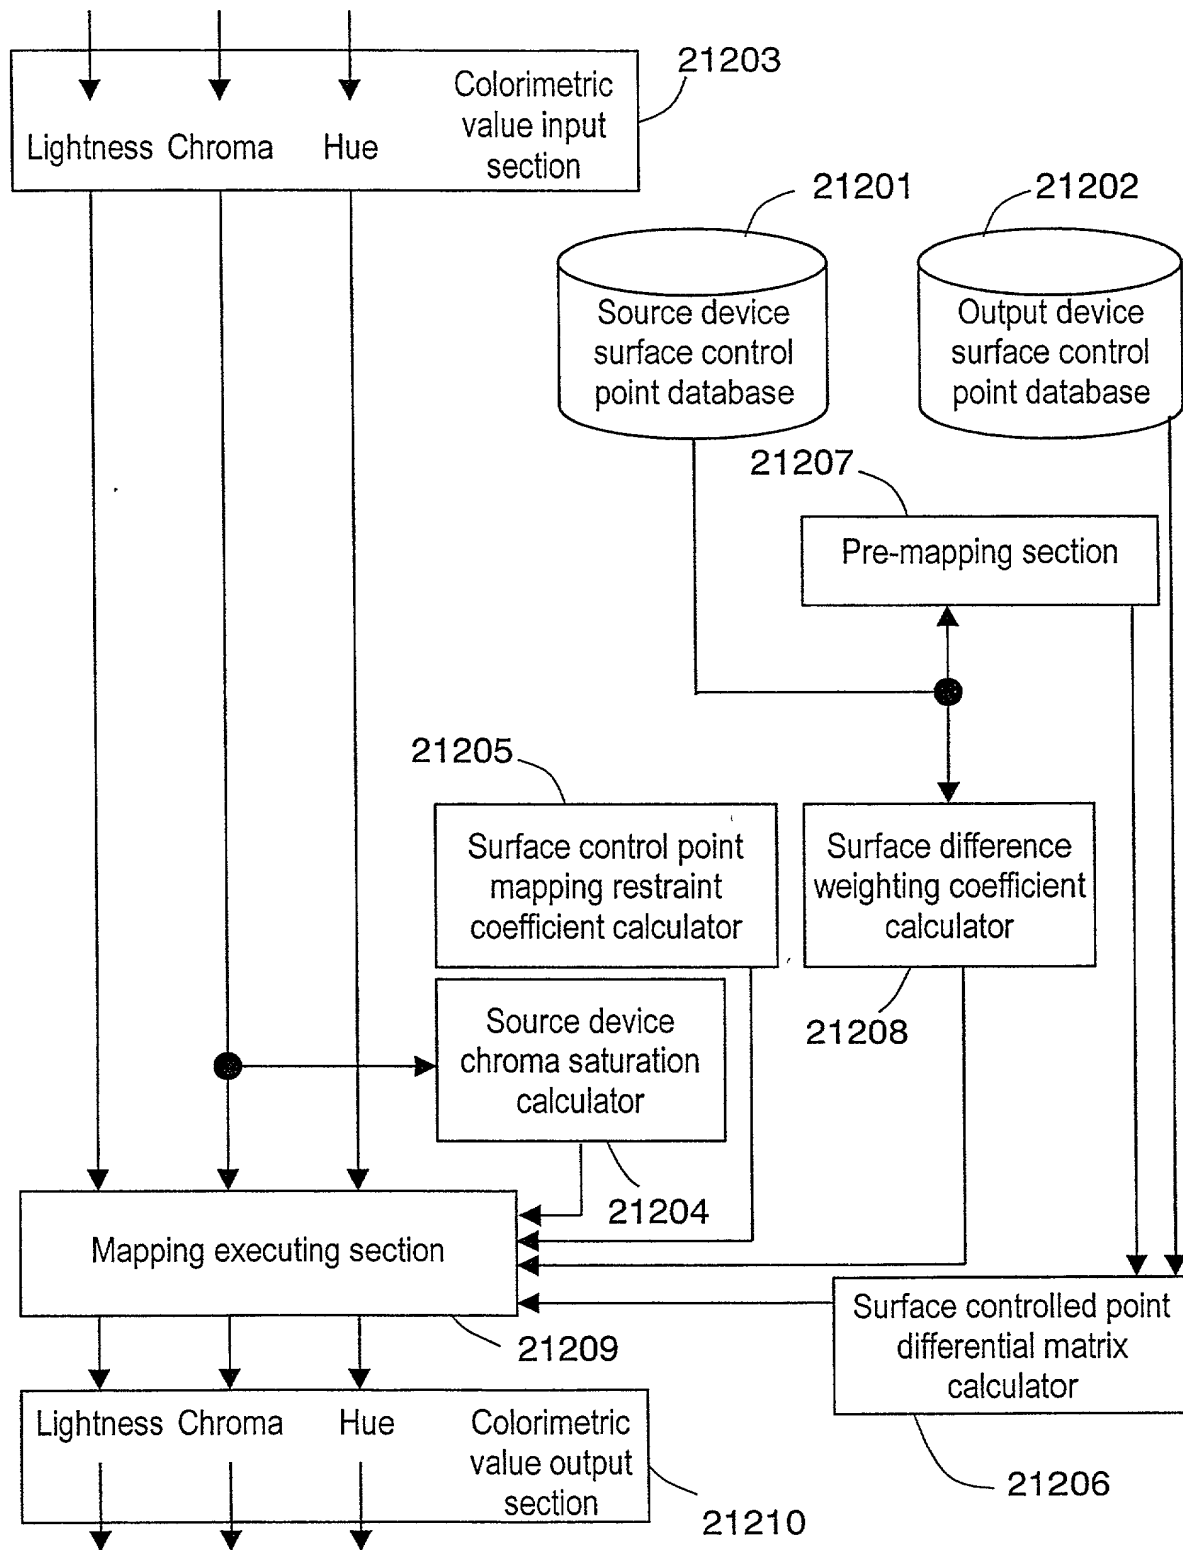 21203
Colorimetric
value input
section
Lightness Chroma Hue
21201
21202
Source device
surface control
point database
Output device
surface control
point database
21207
Pre-mapping section
21205
Surface control point
mapping restraint
coefficient calculator
Surface difference
weighting coefficient
calculator
21208
Source device
chroma saturation
calculator
21204
Mapping executing section
21209
Surface controlled point
differential matrix
calculator
21206
Lightness Chroma Hue
Colorimetric
value output
section
21210